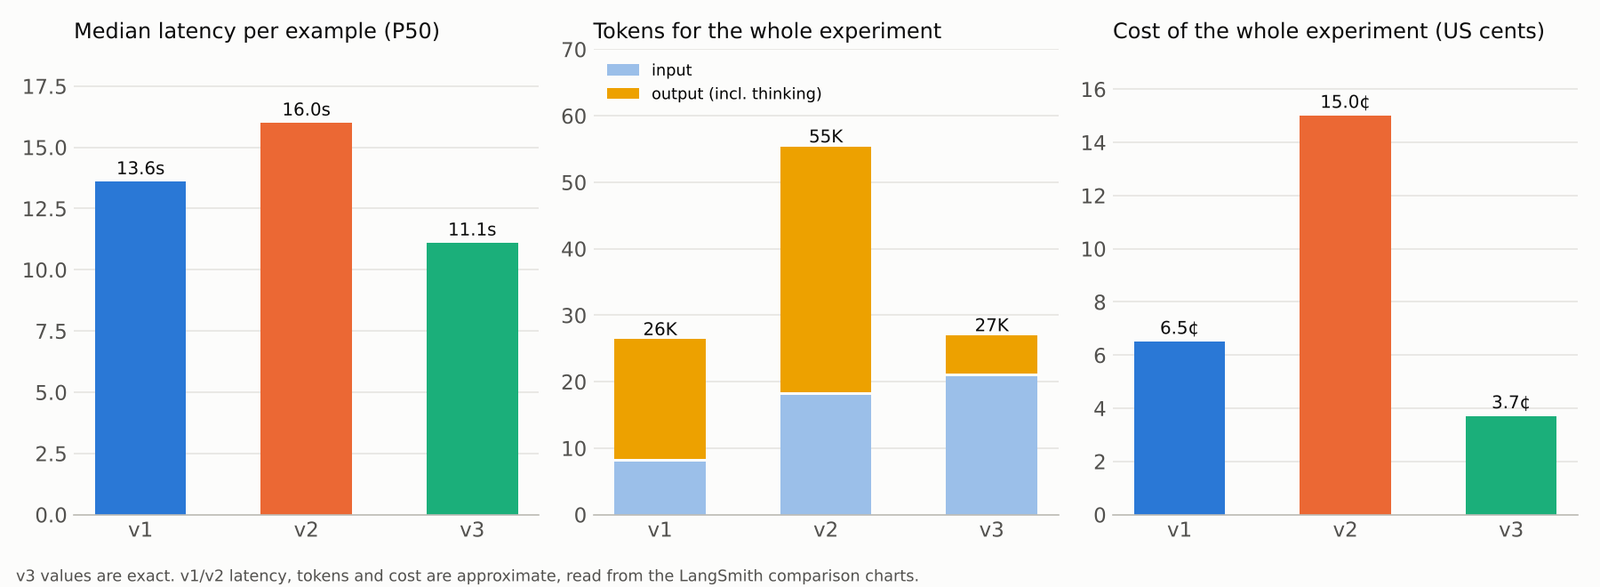 Median latency per example (P50)
17.5
15.0
12.5
10.0
7.5
5.0
2.5
0.0
13.6s
16.0s
11.1s
v1
v2
v3
Tokens for the whole experiment
70
60
50
40
30
20
10
0
input
output (incl. thinking)
26K
55K
27K
v1
v2
v3
Cost of the whole experiment (US cents)
16
14
12
10
8
6
4
2
0
6.5¢
15.0¢
3.7¢
v1
v2
v3
v3 values are exact. v1/v2 latency, tokens and cost are approximate, read from the LangSmith comparison charts.